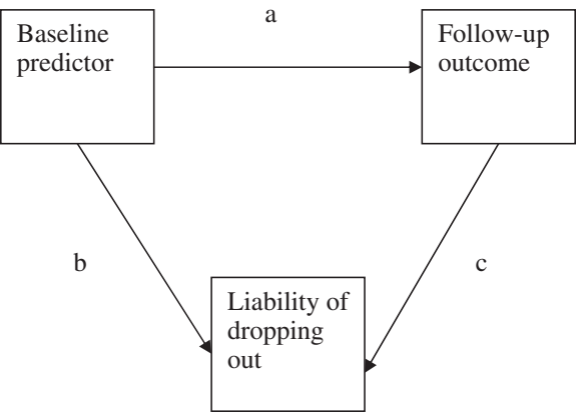 a
Baseline
predictor
Follow-up
outcome
b
c
Liability of
dropping
out